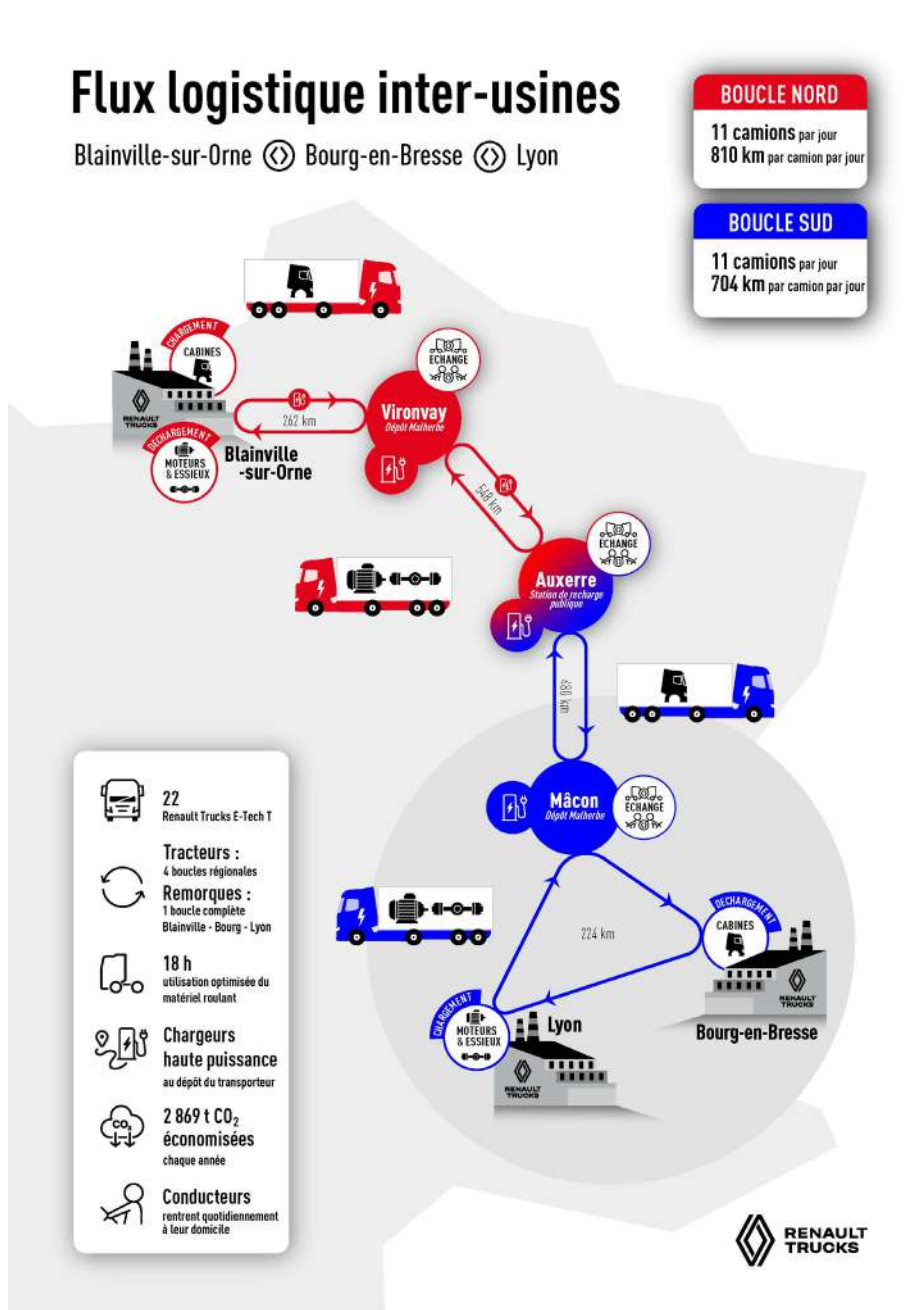 Flux logistique inter-usines
Blainville-sur-Orne Bourg-en-Bresse Lyon
BOUCLE NORD
11 camions par jour
810 km par camion par jour
BOUCLE SUD
11 camions par jour
704 km par camion par jour
CHARGEMENT
CABINES
RENAULT
TRUCKS
DECHARGEMENT
MOTEURS
& ESSIEUX
Blainville
-sur-Orne
262 km
ECHANGE
Vironvay
Dépôt Malherbe
548 km
ECHANGE
Auxerre
Station de recharge
publique
480 km
Mâcon
Dépôt Malherbe
ECHANGE
224 km
DECHARGEMENT
CABINES
RENAULT
TRUCKS
Bourg-en-Bresse
CHARGEMENT
MOTEURS
& ESSIEUX
Lyon
RENAULT
TRUCKS
22
Renault Trucks E-Tech T
Tracteurs :
4 boucles régionales
Remorques :
1 boucle complète
Blainville - Bourg - Lyon
18 h
utilisation optimisée du
matériel roulant
Chargeurs
haute puissance
au dépôt du transporteur
CO₂
2 869 t CO₂
économisées
chaque année
Conducteurs
rentrent quotidiennement
à leur domicile
RENAULT
TRUCKS